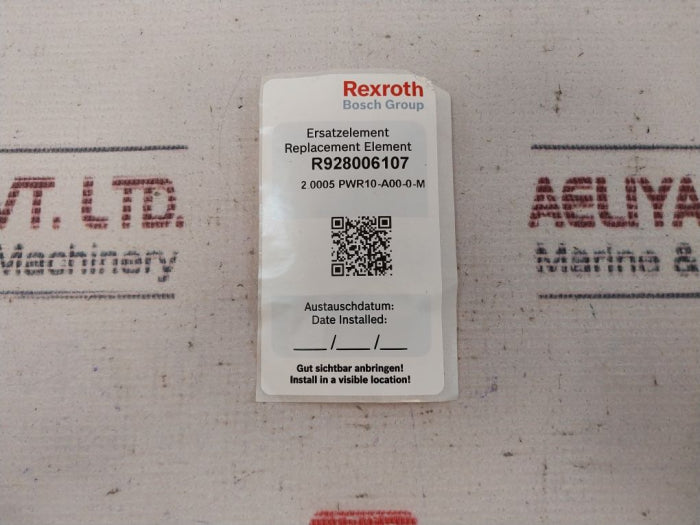 Rexroth
Bosch Group
Ersatzelement
Replacement Element
R928006107
2 0005 PWR10-A00-0-M
Austauschdatum:
Date Installed:
___/___/___
Gut sichtbar anbringen!
Install in a visible location!
VT. LTD.
Machinery
AELIYA
Marine &